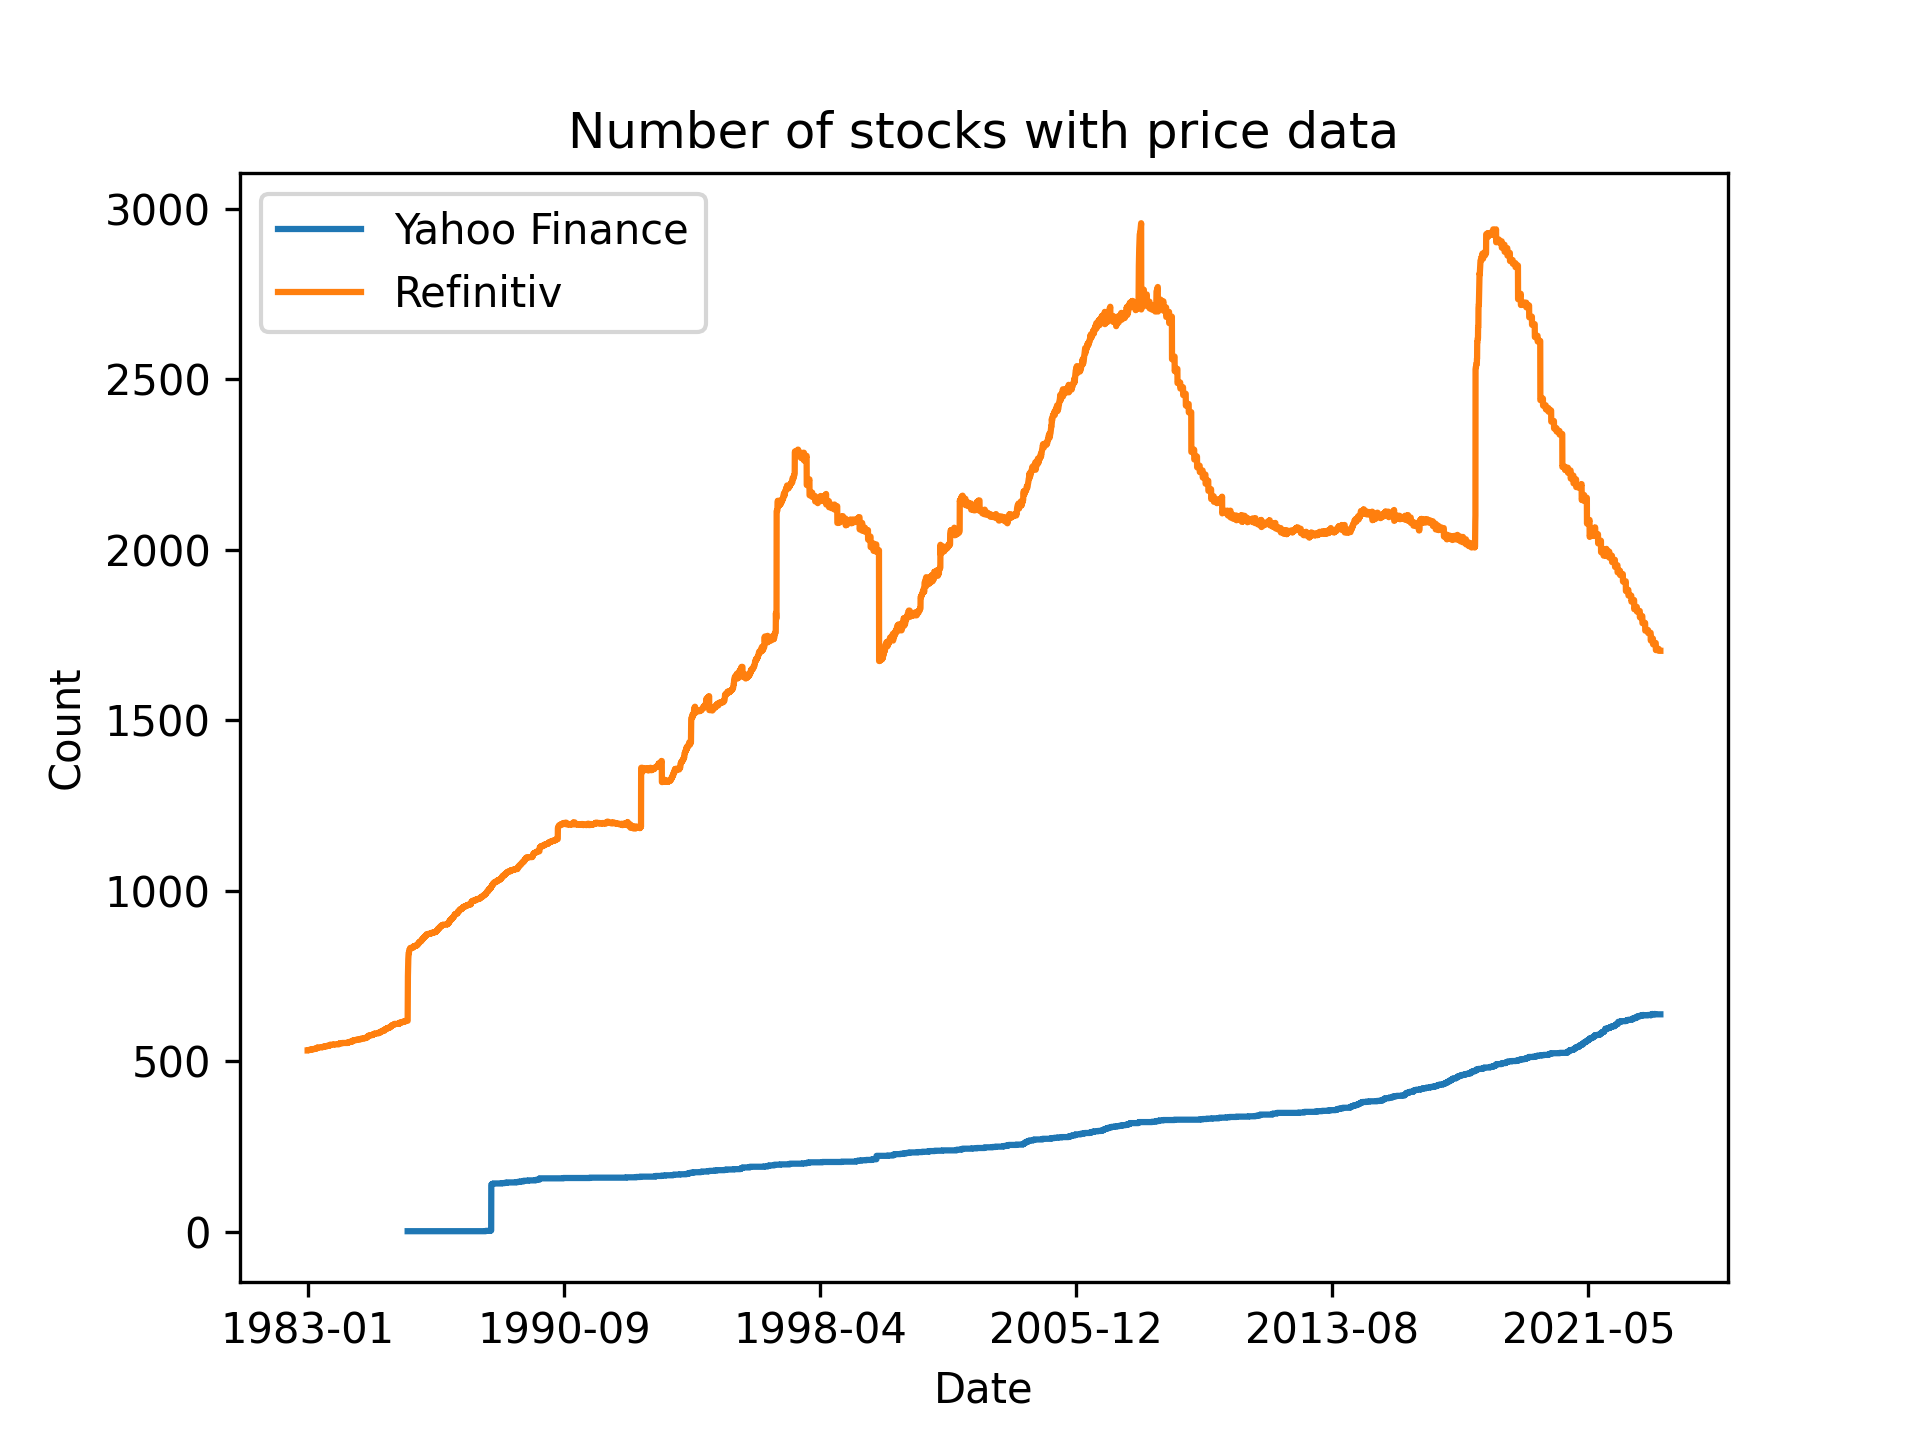 Number of stocks with price data
Yahoo Finance
Refinitiv
3000
2500
2000
1500
1000
500
0
Count
1983-01 1990-09 1998-04 2005-12 2013-08 2021-05
Date